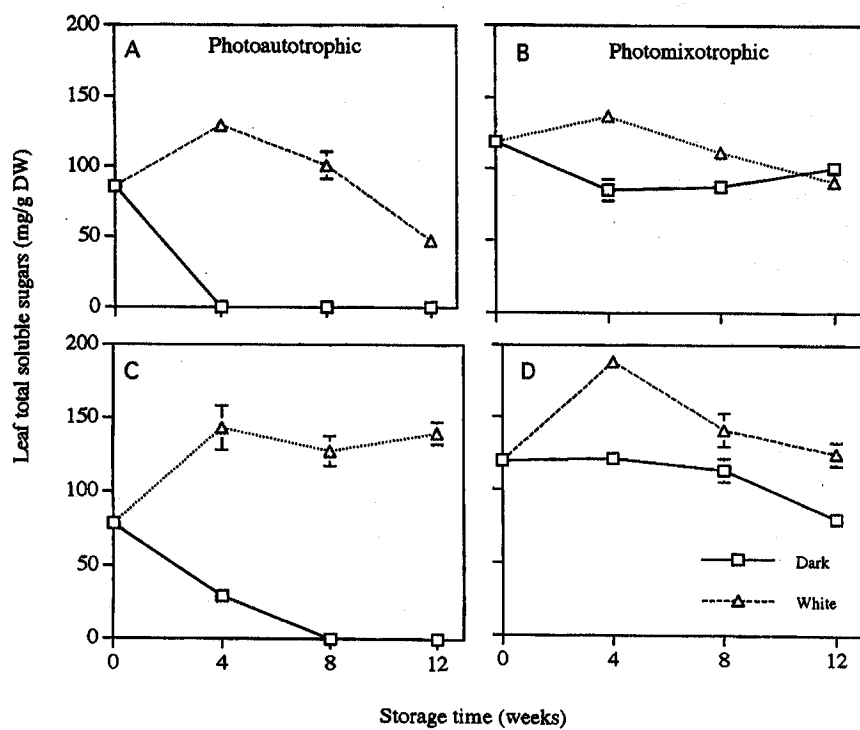 A
Photoautotrophic
B
Photomixotrophic
200
150
100
50
0
Leaf total soluble sugars (mg/g DW)
C
D
200
150
100
50
0
Dark
White
0
4
8
12
0
4
8
12
Storage time (weeks)